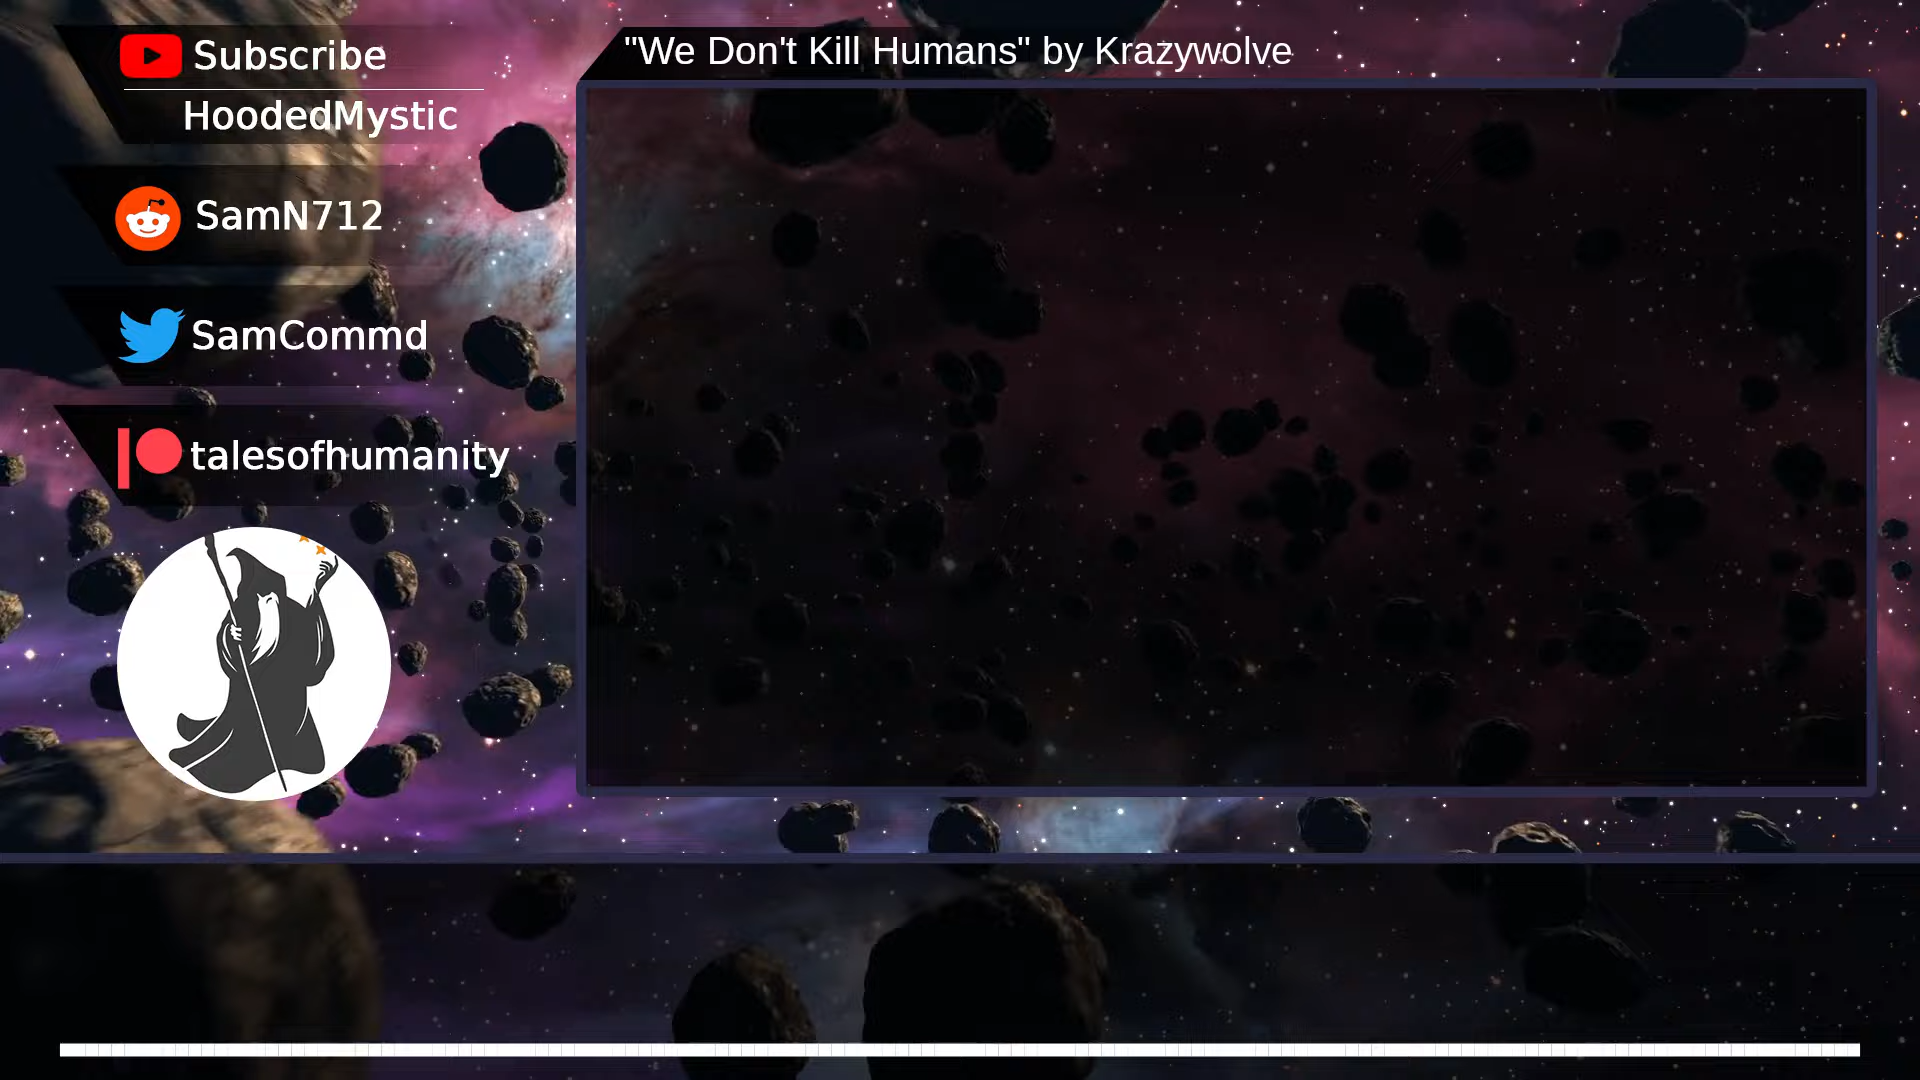 Subscribe
HoodedMystic
SamN712
SamCommd
talesofhumanity
"We Don't Kill Humans" by Krazywolve